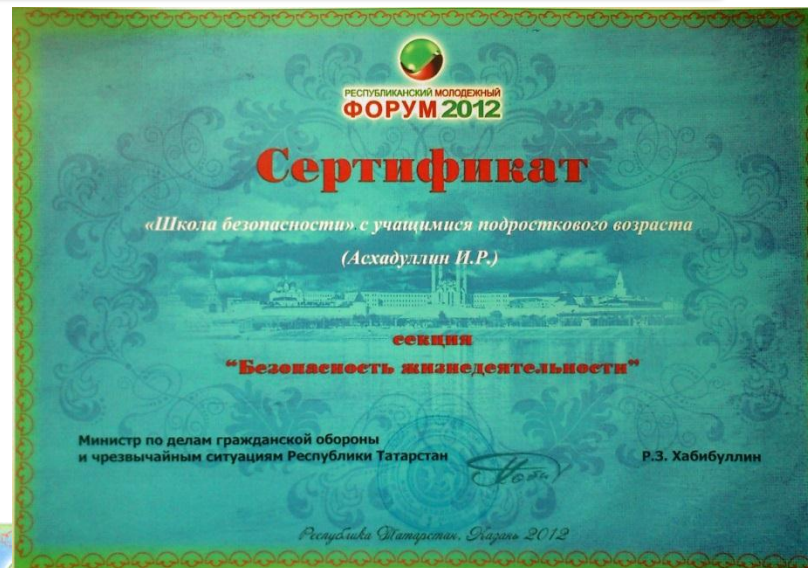 РЕСПУБЛИКАНСКИЙ МОЛОДЕЖНЫЙ
ФОРУМ 2012
Сертификат
«Школа безопасности» с учащимися подросткового возраста
(Асхадуллин И.Р.)
секция
“Безопасность жизнедеятельности”
Министр по делам гражданской обороны
и чрезвычайным ситуациям Республики Татарстан
Р.З. Хабибуллин
Республика Татарстан, Казань 2012